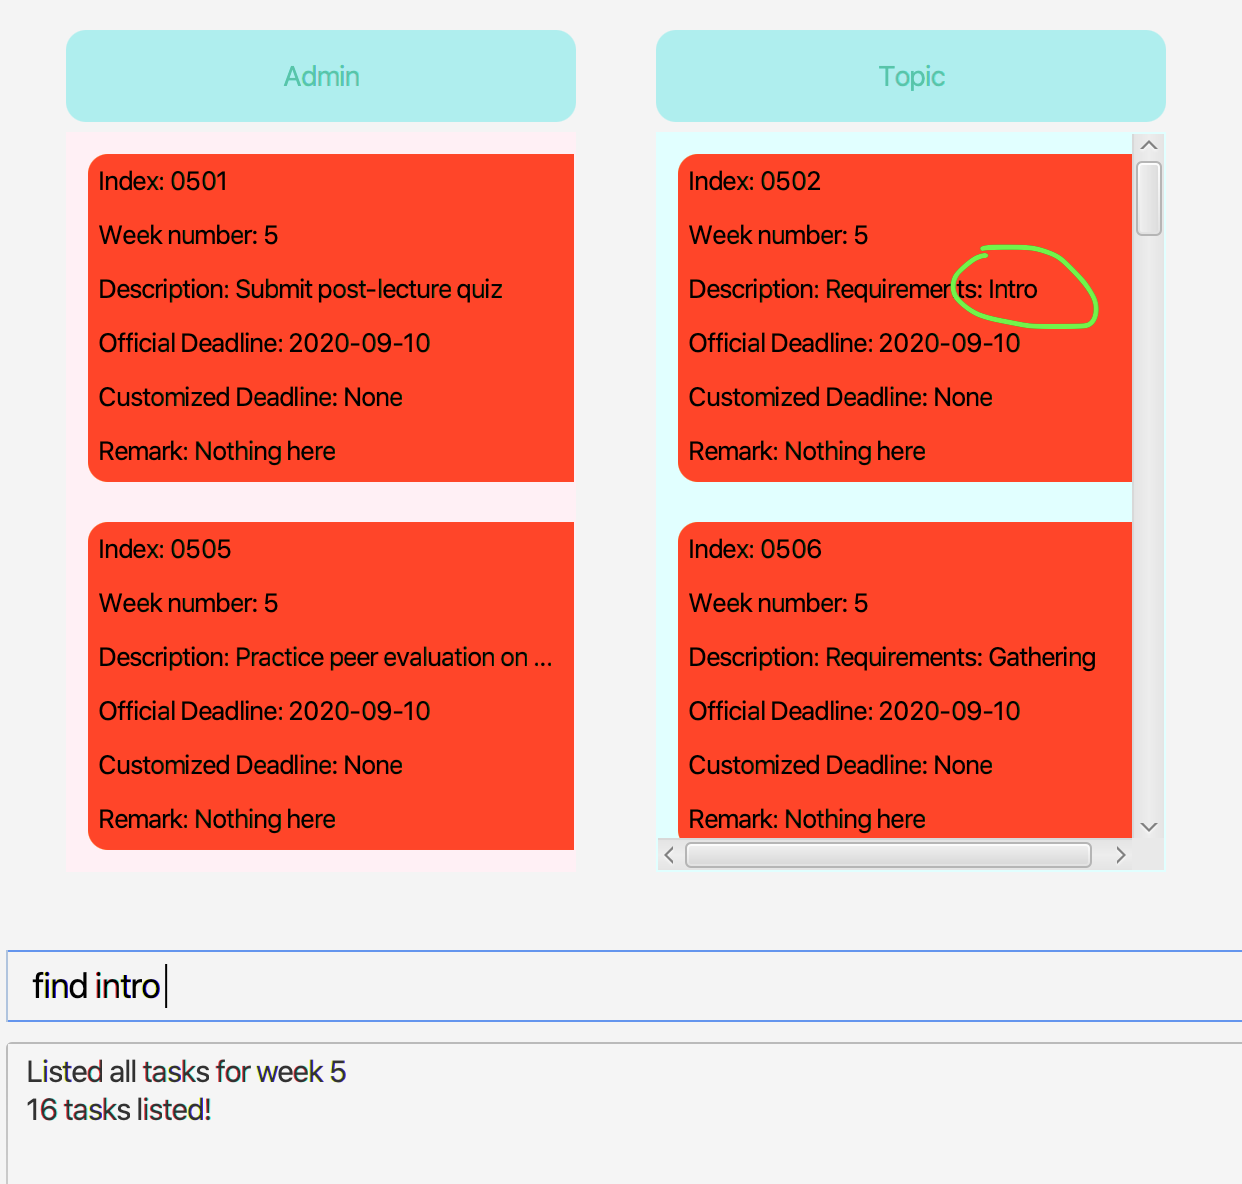 Admin
Index: 0501
Week number: 5
Description: Submit post-lecture quiz
Official Deadline: 2020-09-10
Customized Deadline: None
Remark: Nothing here
Index: 0505
Week number: 5
Description: Practice peer evaluation on ...
Official Deadline: 2020-09-10
Customized Deadline: None
Remark: Nothing here
Topic
Index: 0502
Week number: 5
Description: Requirements: Intro
Official Deadline: 2020-09-10
Customized Deadline: None
Remark: Nothing here
Index: 0506
Week number: 5
Description: Requirements: Gathering
Official Deadline: 2020-09-10
Customized Deadline: None
Remark: Nothing here
find intro
Listed all tasks for week 5
16 tasks listed!